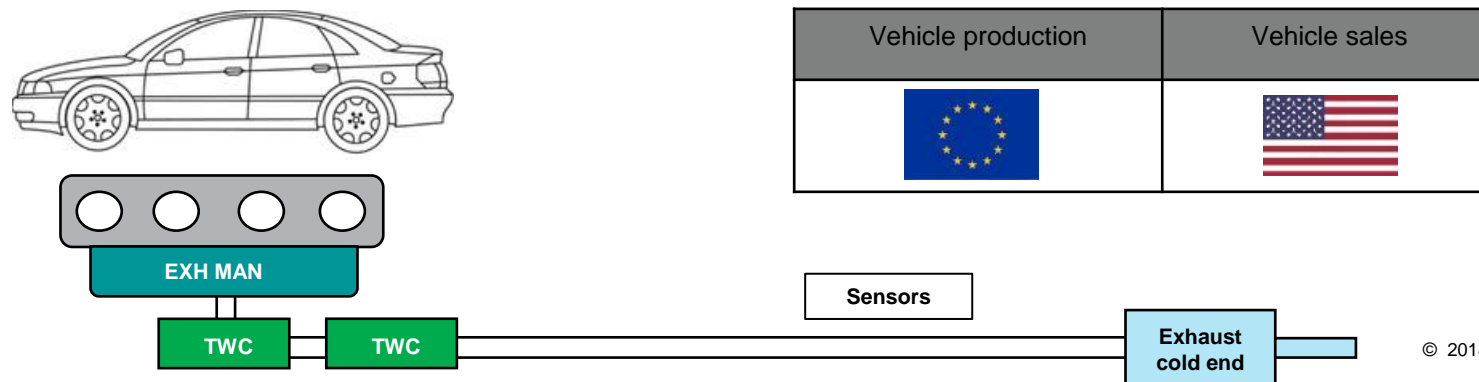 Vehicle production
Vehicle sales
EXH MAN
Sensors
TWC
TWC
Exhaust
cold end
©